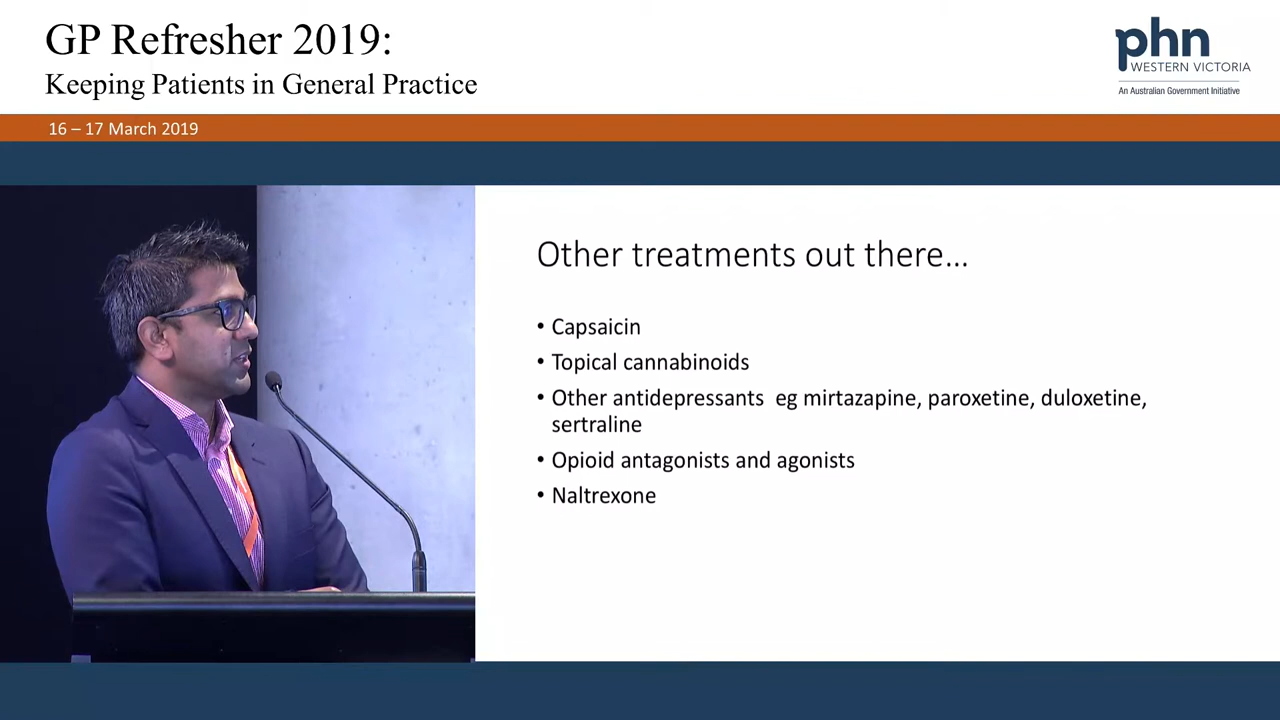 GP Refresher 2019:
Keeping Patients in General Practice
phn
WESTERN VICTORIA
An Australian Government Initiative
16 – 17 March 2019
Other treatments out there…
• Capsaicin
• Topical cannabinoids
• Other antidepressants  eg mirtazapine, paroxetine, duloxetine,
sertraline
• Opioid antagonists and agonists
• Naltrexone